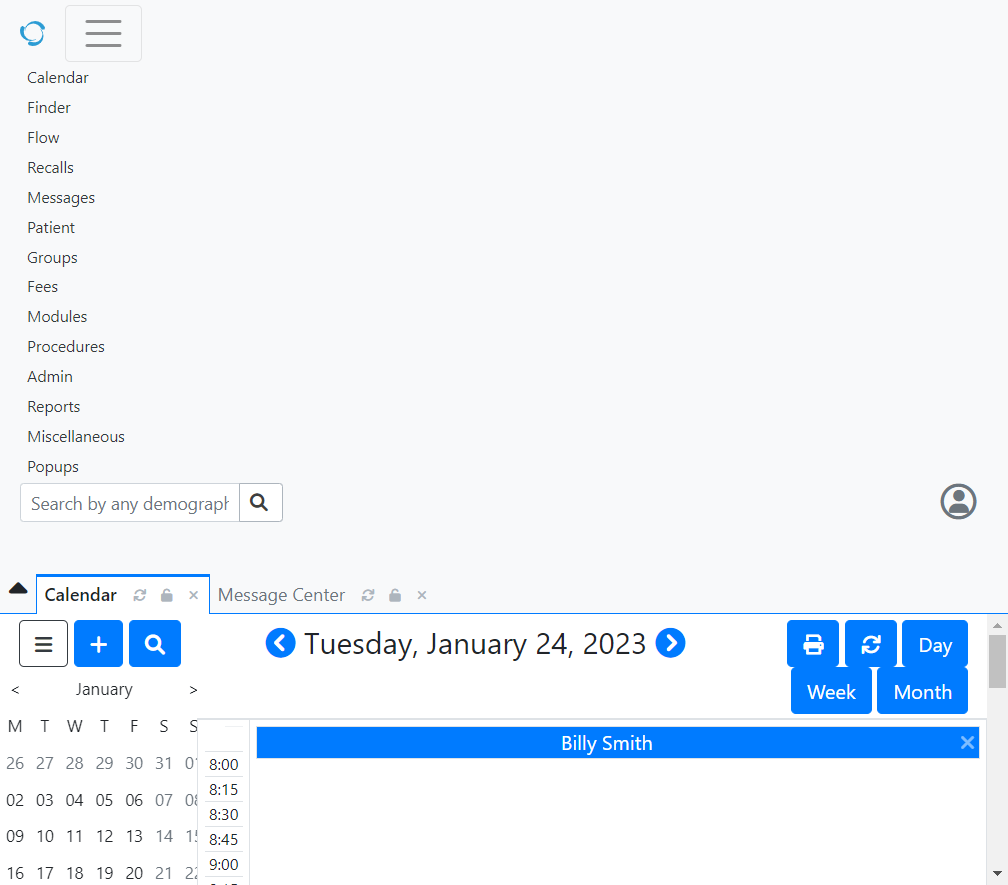 Calendar
Finder
Flow
Recalls
Messages
Patient
Groups
Fees
Modules
Procedures
Admin
Reports
Miscellaneous
Popups
Search by any demograph
Calendar Message Center
Tuesday, January 24, 2023
Day
Week Month
< January >
M T W T F S S
26 27 28 29 30 31 01
02 03 04 05 06 07 08
09 10 11 12 13 14 15
16 17 18 19 20 21 22
Billy Smith
8:00
8:15
8:30
8:45
9:00